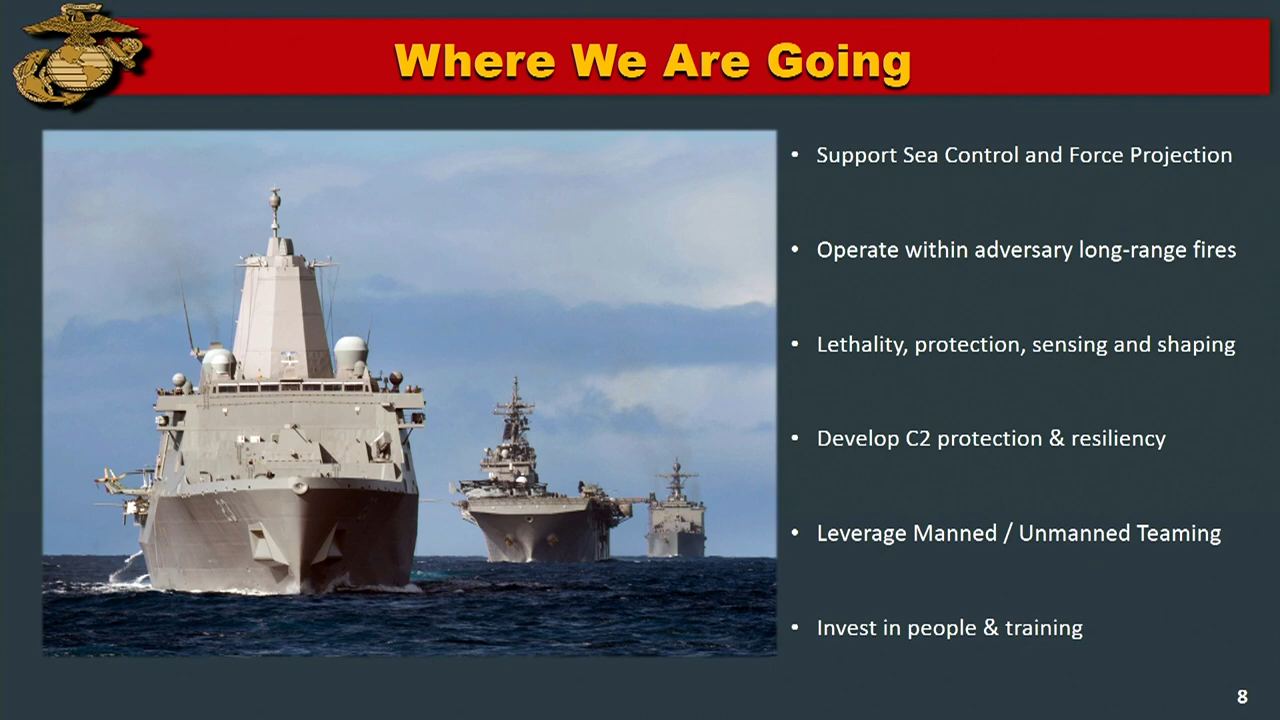 Where We Are Going
• Support Sea Control and Force Projection
• Operate within adversary long-range fires
• Lethality, protection, sensing and shaping
• Develop C2 protection & resiliency
• Leverage Manned / Unmanned Teaming
• Invest in people & training
8